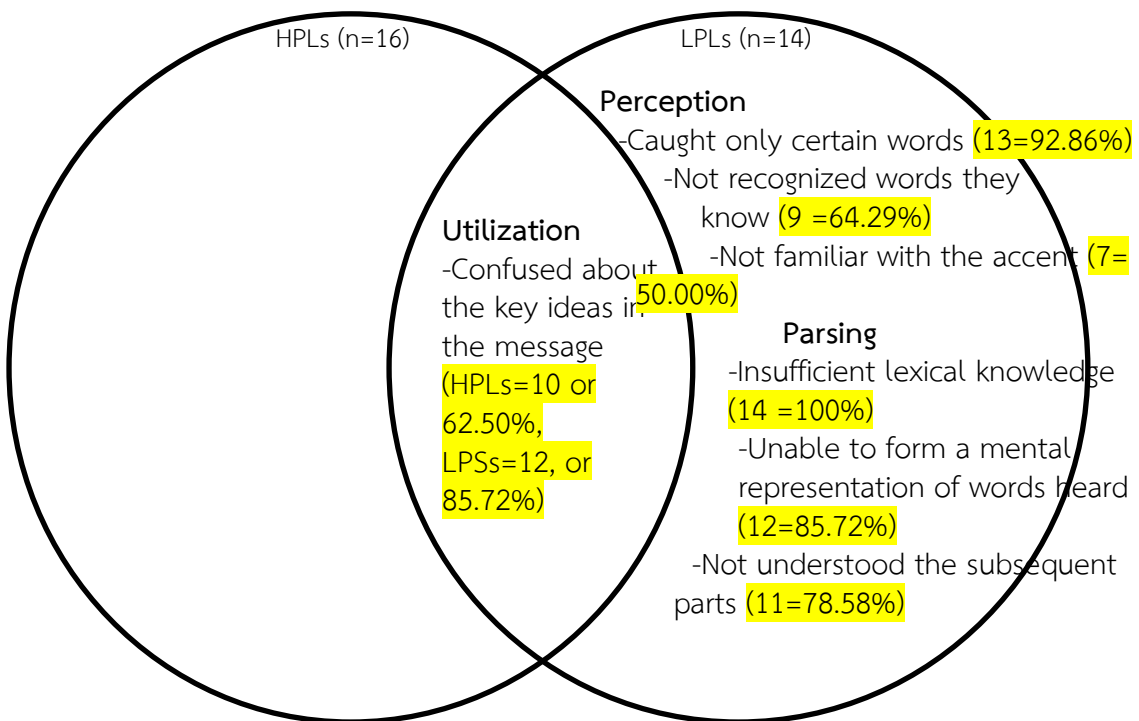 HPLs (n=16)
LPLs (n=14)
Perception
-Caught only certain words (13=92.86%)
-Not recognized words they
know (9 =64.29%)
-Not familiar with the accent (7=
50.00%)
Utilization
-Confused about
the key ideas in
the message
(HPLs=10 or
62.50%,
LPSs=12, or
85.72%)
Parsing
-Insufficient lexical knowledge
(14 =100%)
-Unable to form a mental
representation of words heard
(12=85.72%)
-Not understood the subsequent
parts (11=78.58%)